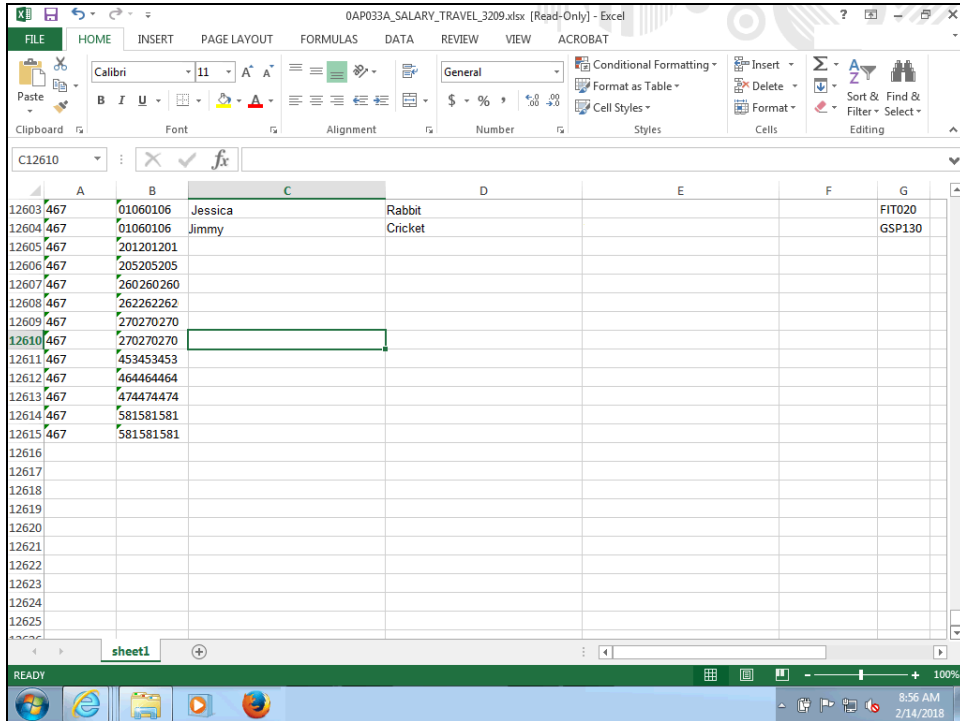 0AP033A_SALARY_TRAVEL_3209.xlsx [Read-Only] - Excel
FILE HOME INSERT PAGE LAYOUT FORMULAS DATA REVIEW VIEW ACROBAT
Paste
Clipboard
Calibri 11
B I U
Font
Alignment
General
$ % ,
Number
Conditional Formatting
Format as Table
Cell Styles
Styles
Insert
Delete
Format
Cells
Sort & Filter
Find & Select
Editing
C12610 fx
A B C D E F G
12603 467 01060106 Jessica Rabbit FIT020
12604 467 01060106 Jimmy Cricket GSP130
12605 467 201201201
12606 467 205205205
12607 467 260260260
12608 467 262262262
12609 467 270270270
12610 467 270270270
12611 467 453453453
12612 467 464464464
12613 467 474474474
12614 467 581581581
12615 467 581581581
12616
12617
12618
12619
12620
12621
12622
12623
12624
12625
sheet1
READY 100%
8:56 AM
2/14/2018